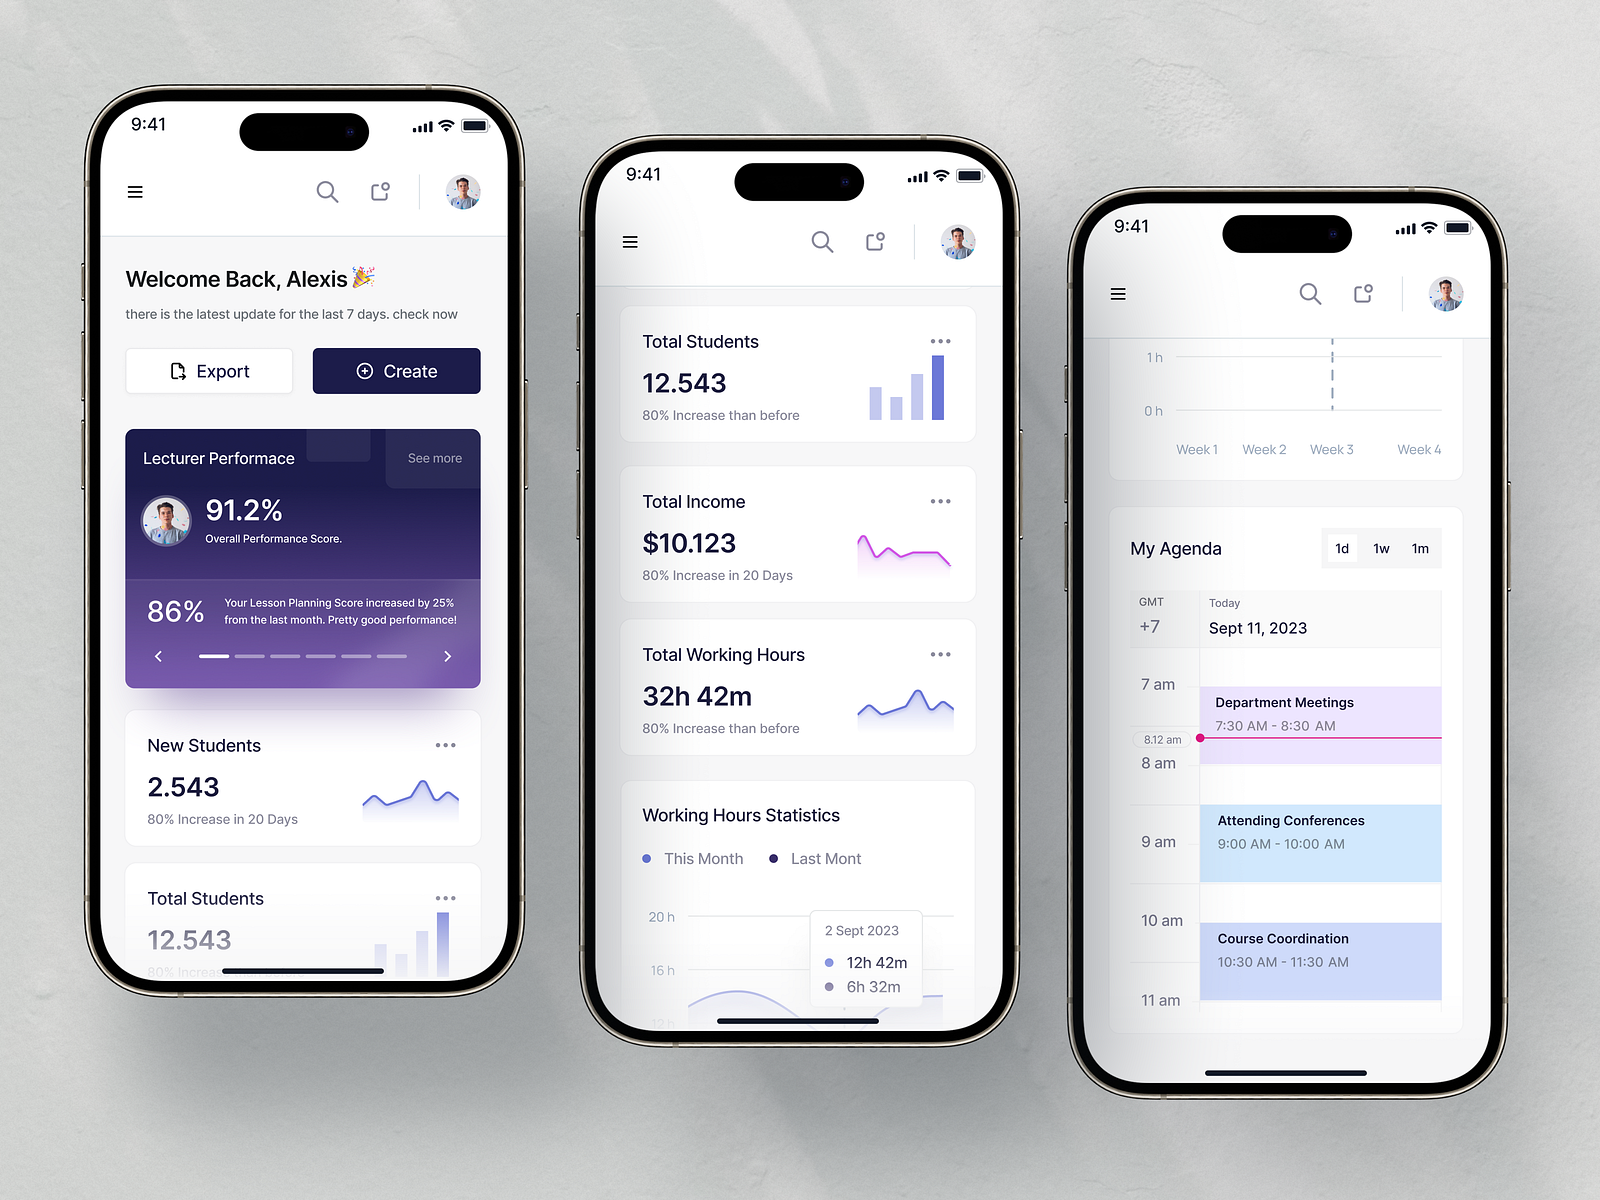 9:41
Welcome Back, Alexis 🎉
there is the latest update for the last 7 days. check now
Export
Create
Lecturer Performace
See more
91.2%
Overall Performance Score.
86%
Your Lesson Planning Score increased by 25%
from the last month. Pretty good performance!
New Students
2.543
80% Increase in 20 Days
Total Students
12.543
80% Increase than before
9:41
Total Students
12.543
80% Increase than before
Total Income
$10.123
80% Increase in 20 Days
Total Working Hours
32h 42m
80% Increase than before
Working Hours Statistics
This Month
Last Mont
20 h
2 Sept 2023
12h 42m
16 h
6h 32m
12 h
9:41
1 h
0 h
Week 1 Week 2 Week 3 Week 4
My Agenda
1d 1w 1m
GMT
+7
Today
Sept 11, 2023
7 am
Department Meetings
7:30 AM - 8:30 AM
8.12 am
8 am
Attending Conferences
9:00 AM - 10:00 AM
9 am
10 am
Course Coordination
10:30 AM - 11:30 AM
11 am